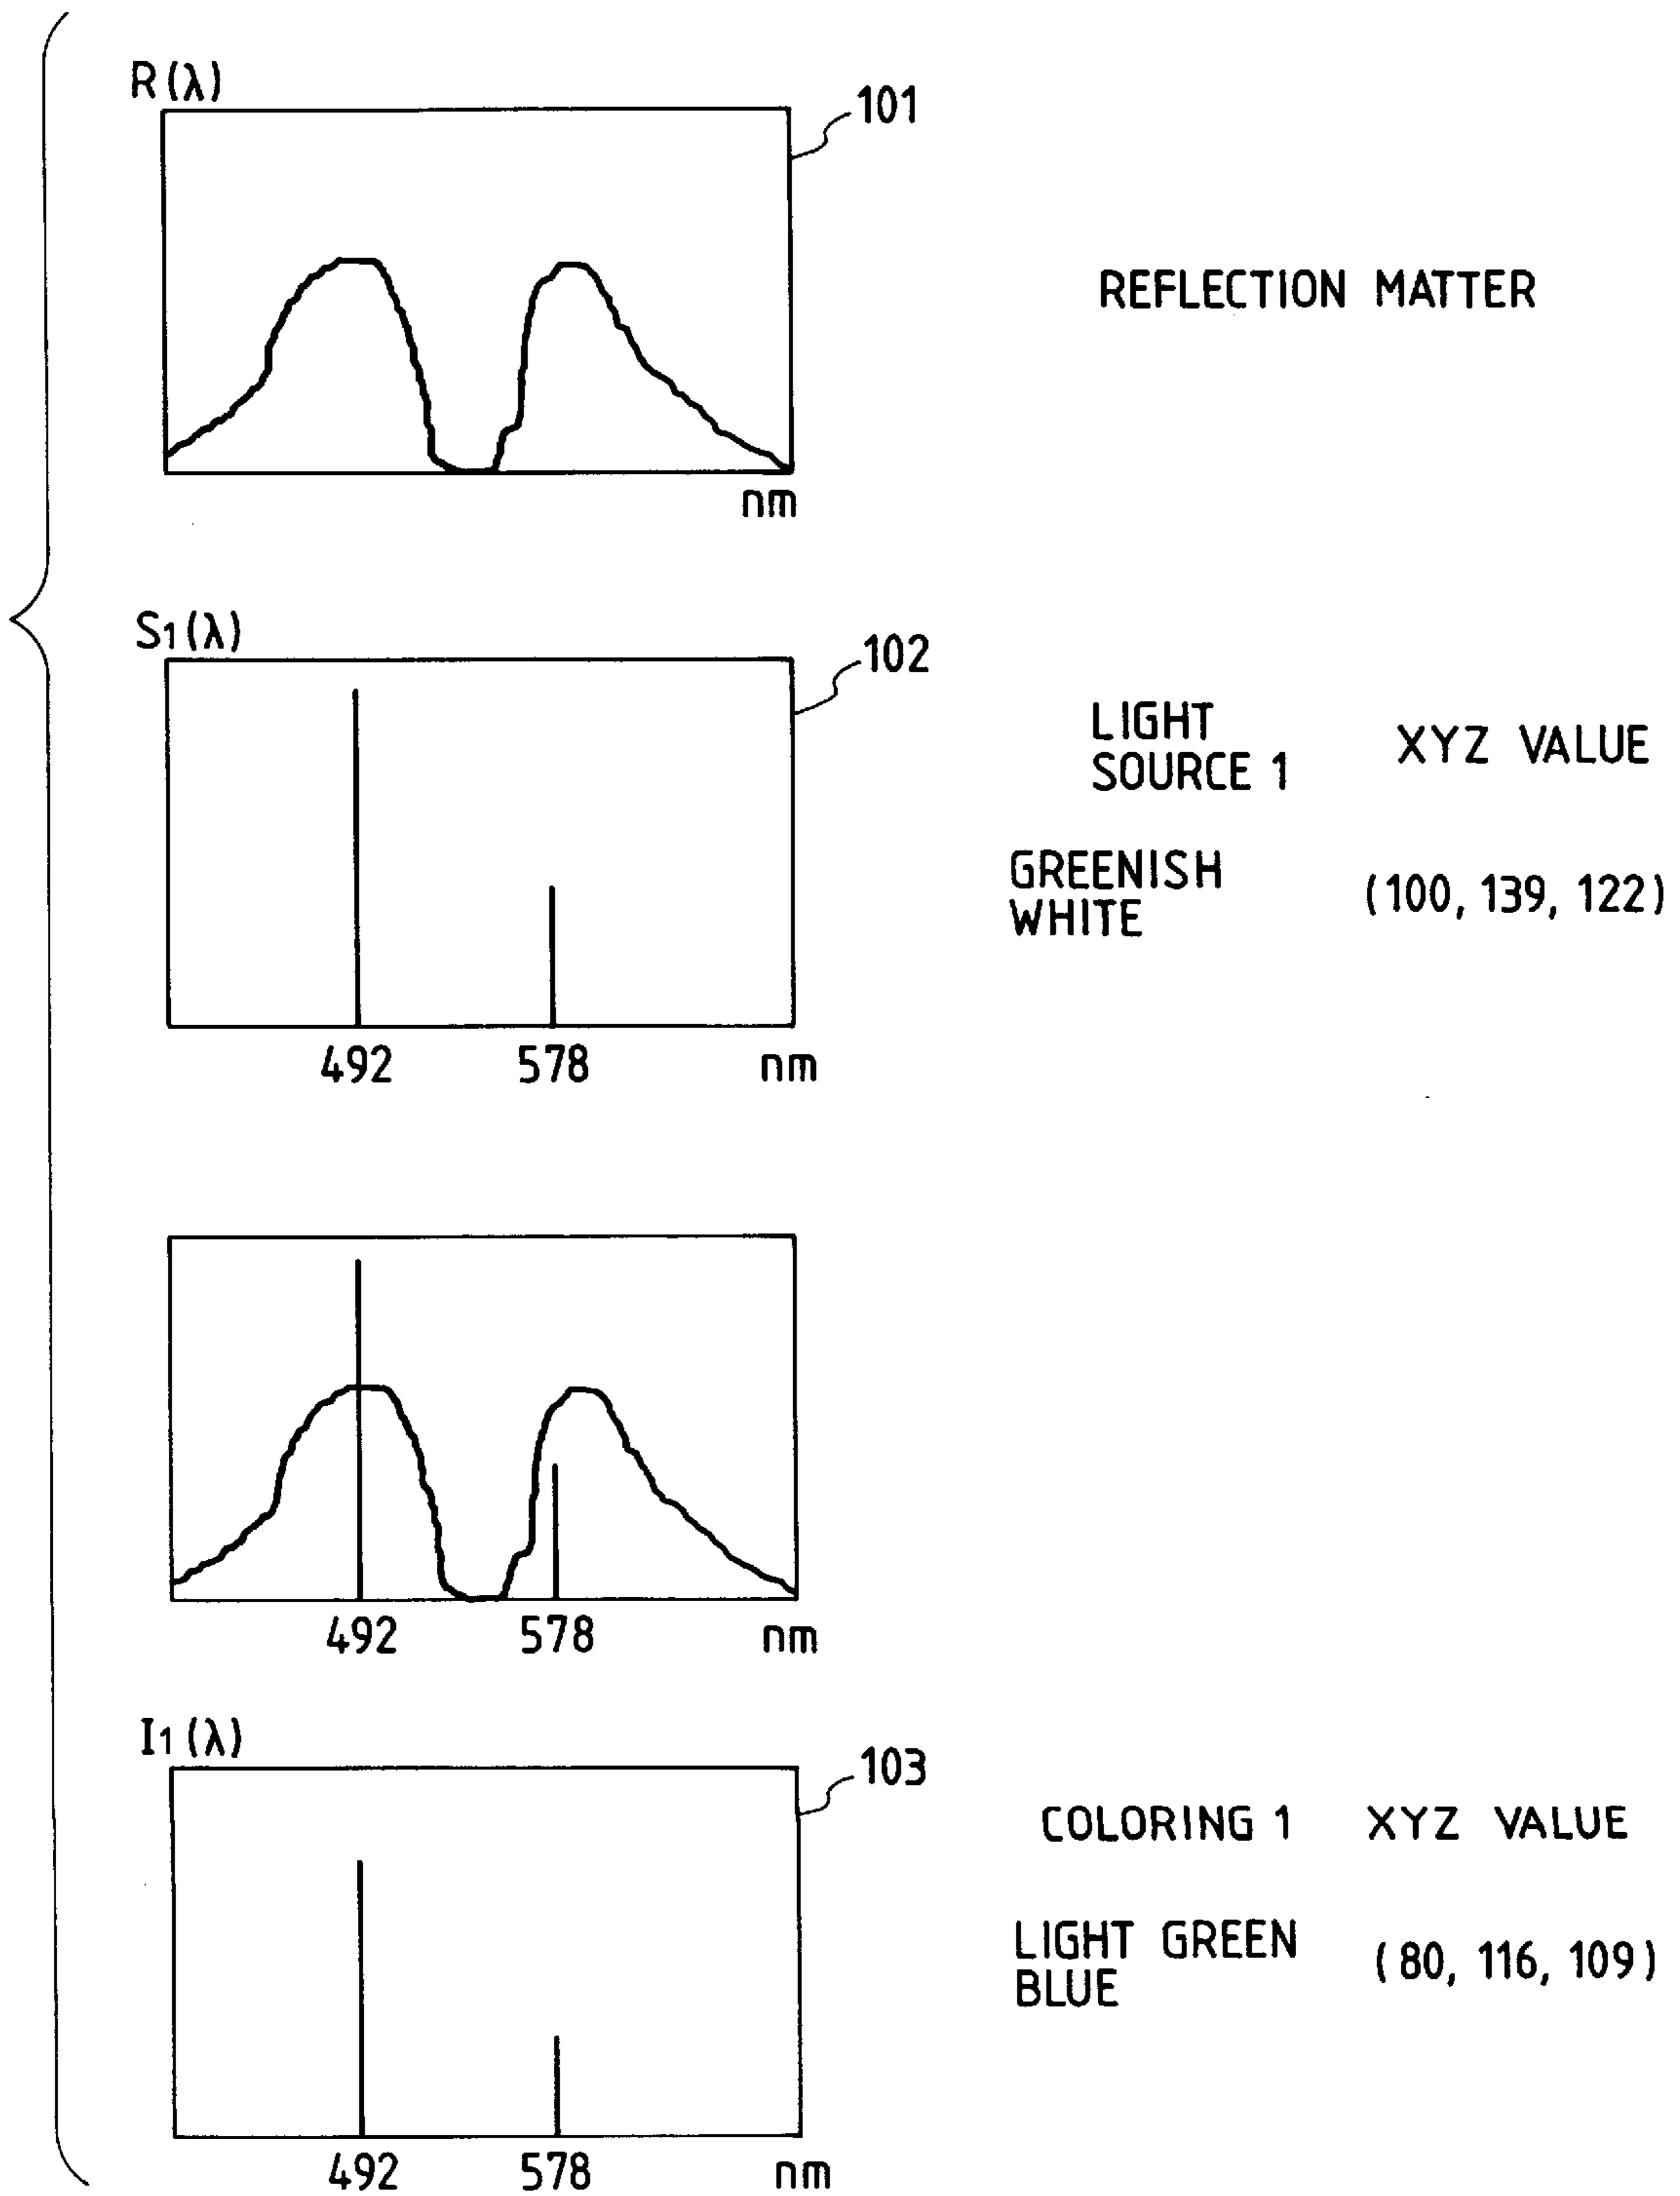 R(λ)
101
REFLECTION MATTER
nm
S1(λ)
102
LIGHT
SOURCE 1
XYZ VALUE
GREENISH
WHITE
(100, 139, 122)
492
578
nm
492
578
nm
I1(λ)
103
COLORING 1
XYZ VALUE
LIGHT GREEN
BLUE
(80, 116, 109)
492
578
nm